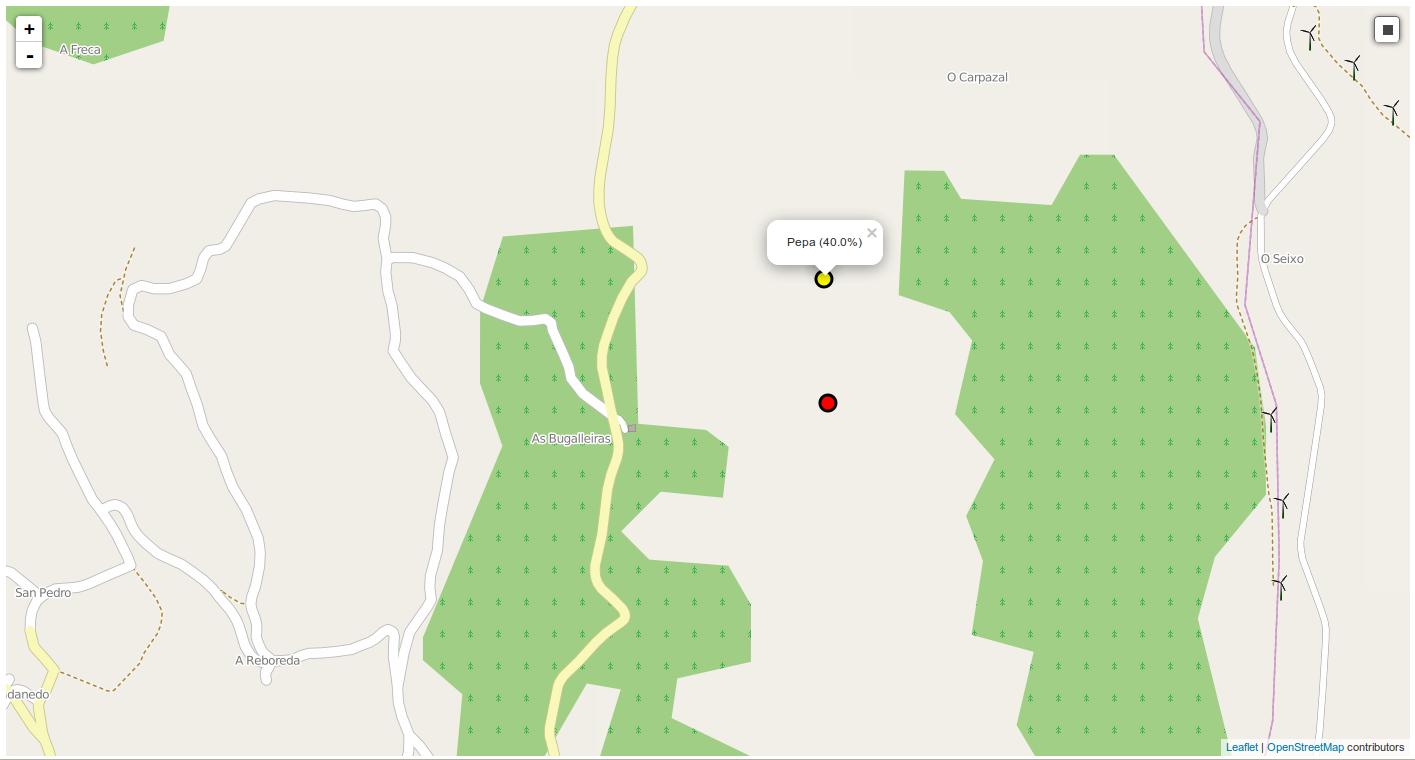 +
-
A Freca
O Carpazal
Pepa (40.0%) ×
O Seixo
As Bugalleiras
San Pedro
A Reboreda
danedo
Leaflet | OpenStreetMap contributors